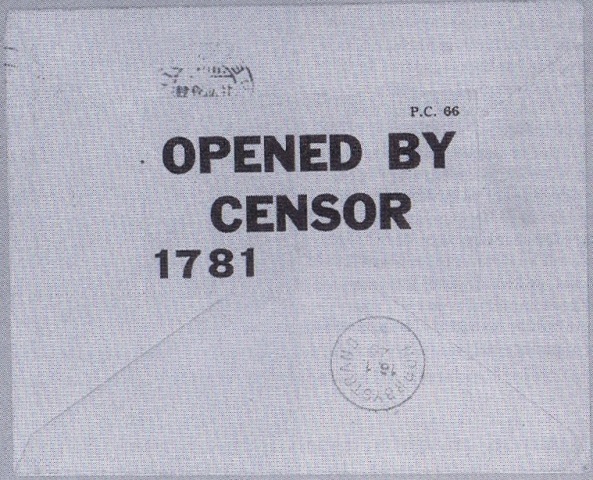 P.C. 66
OPENED BY
CENSOR
1781